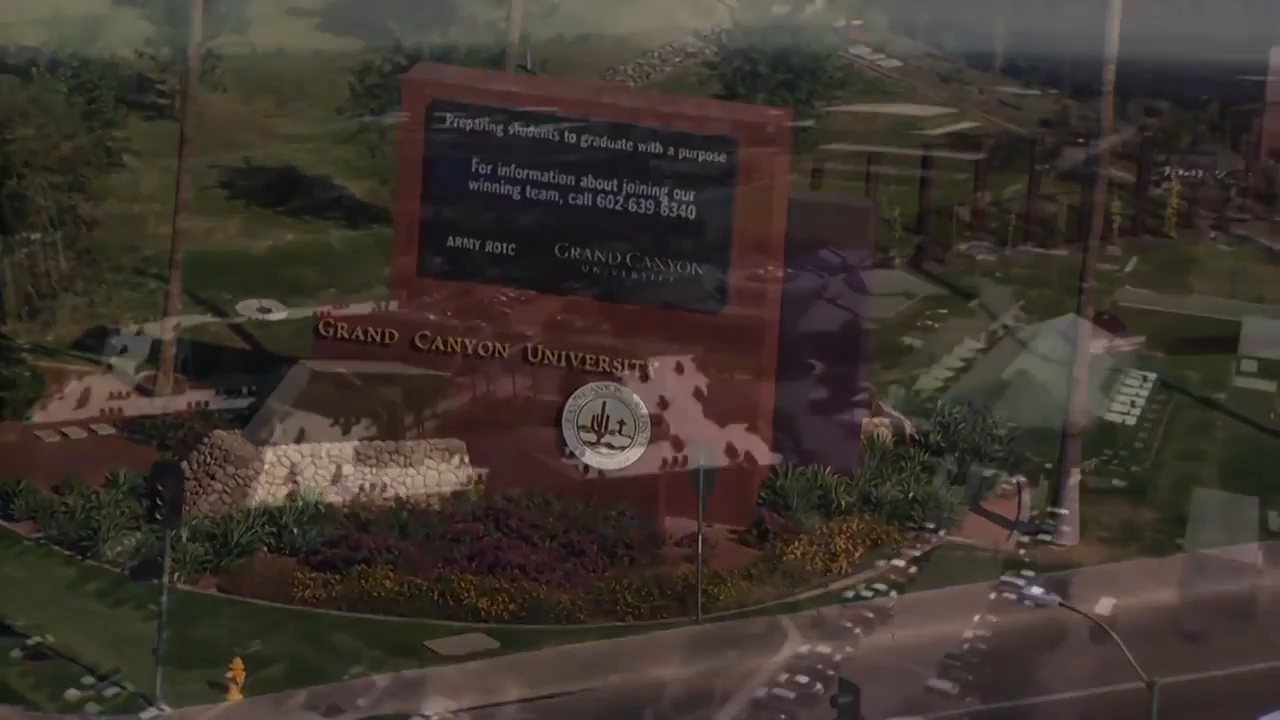 Preparing students to graduate with a purpose
For information about joining our
winning team, call 602-639-6340
ARMY ROTC
GRAND CANYON
UNIVERSITY
GRAND CANYON UNIVERSITY